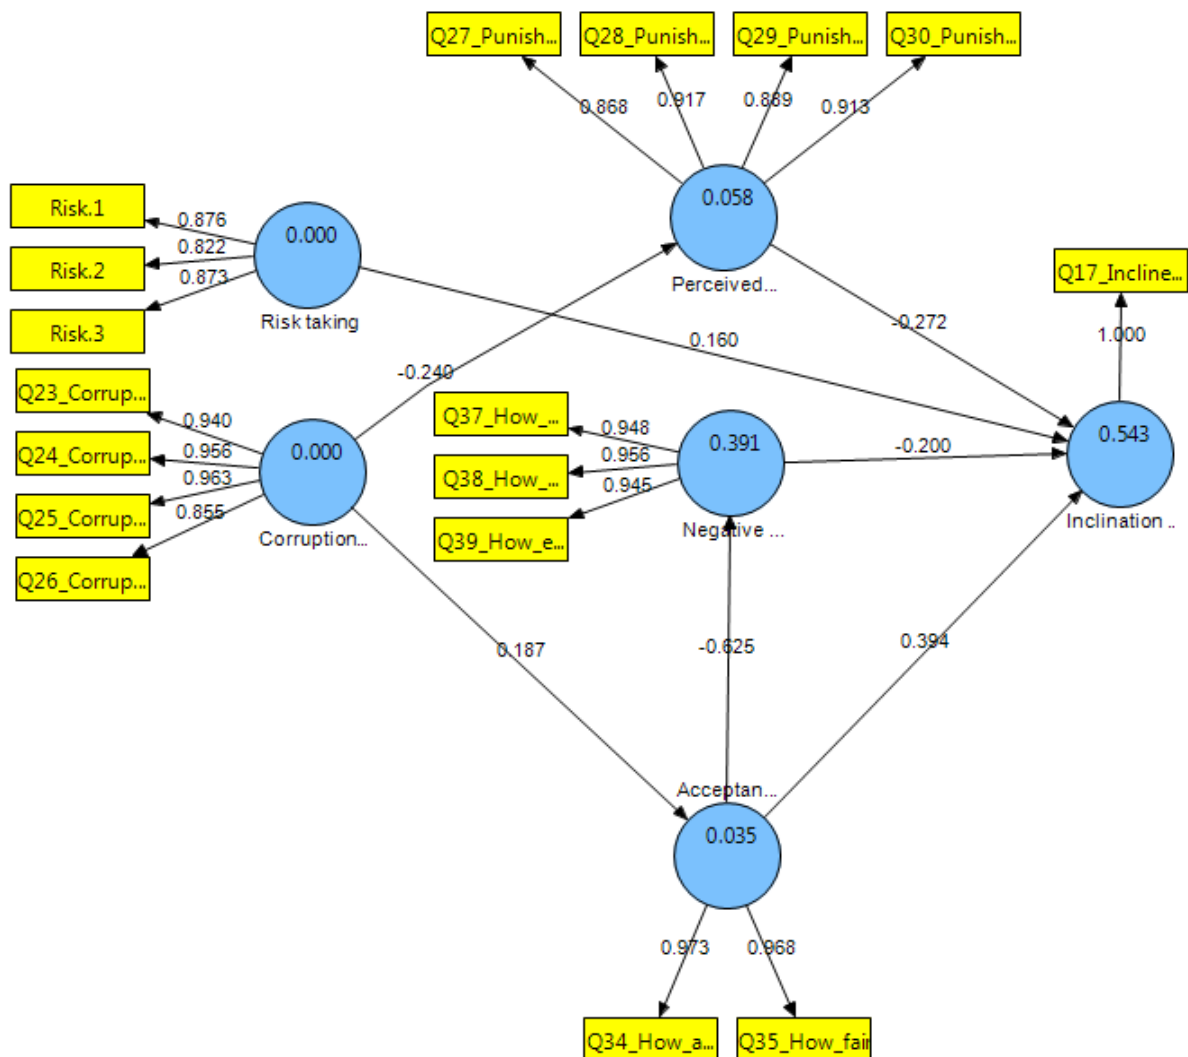 Q27_Punish...
Q28_Punish...
Q29_Punish...
Q30_Punish...
0.868
0.917
0.889
0.913
Risk.1
Risk.2
Risk.3
0.876
0.822
0.873
0.000
Risk taking
0.058
Perceived...
Q17_Incline...
1.000
-0.272
0.160
-0.240
Q23_Corrup...
Q24_Corrup...
Q25_Corrup...
Q26_Corrup...
0.940
0.956
0.963
0.855
0.000
Corruption...
Q37_How_...
Q38_How_...
Q39_How_e...
0.948
0.956
0.945
0.391
Negative ...
-0.200
0.543
Inclination ..
0.187
-0.625
0.394
Acceptan...
0.035
0.973
0.968
Q34_How_a...
Q35_How_fair